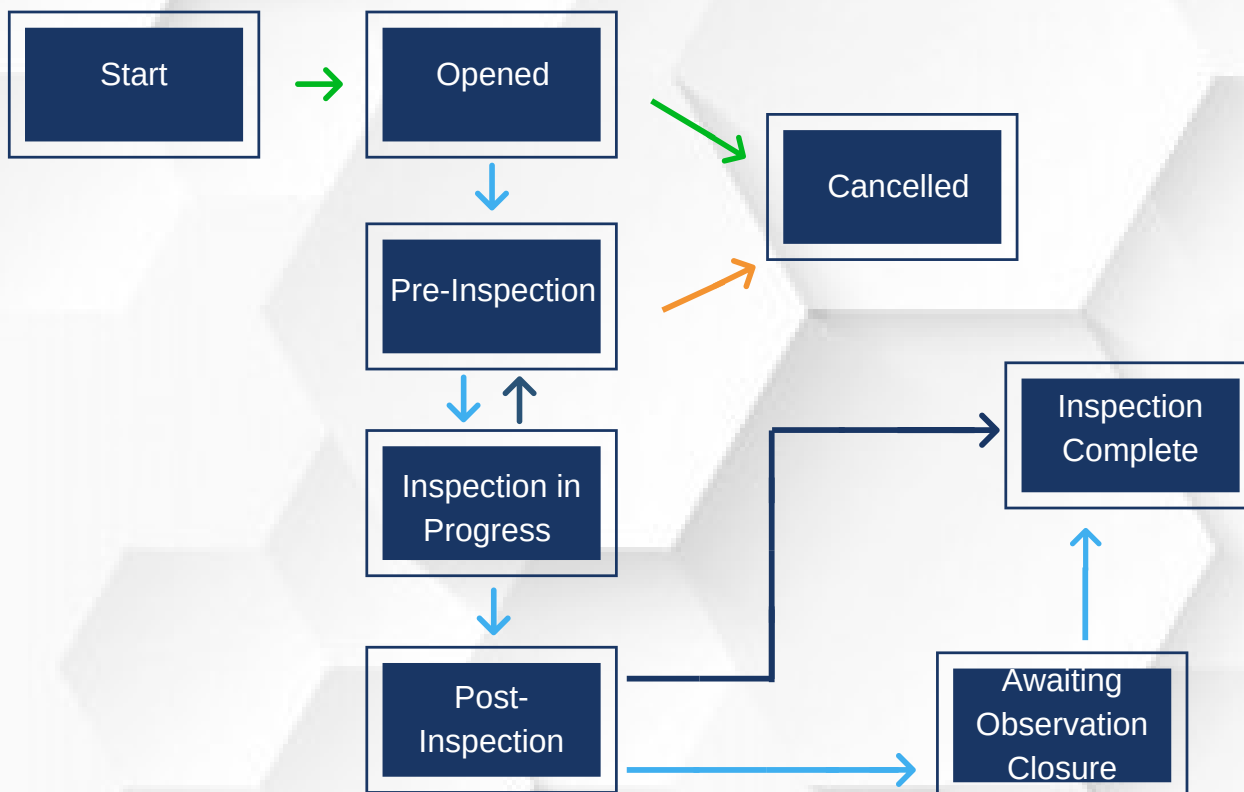 Start
Opened
Cancelled
Pre-Inspection
Inspection
Complete
Inspection in
Progress
Post-
Inspection
Awaiting
Observation
Closure